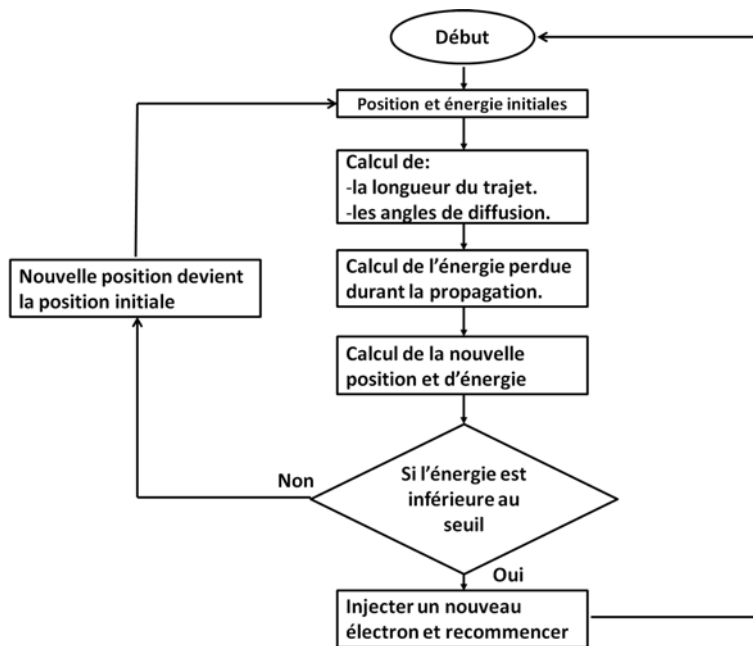 Début
Position et énergie initiales
Calcul de:
-la longueur du trajet.
-les angles de diffusion.
Nouvelle position devient
la position initiale
Calcul de l'énergie perdue
durant la propagation.
Calcul de la nouvelle
position et d'énergie
Non
Si l'énergie est
inférieure au
seuil
Oui
Injecter un nouveau
électron et recommencer